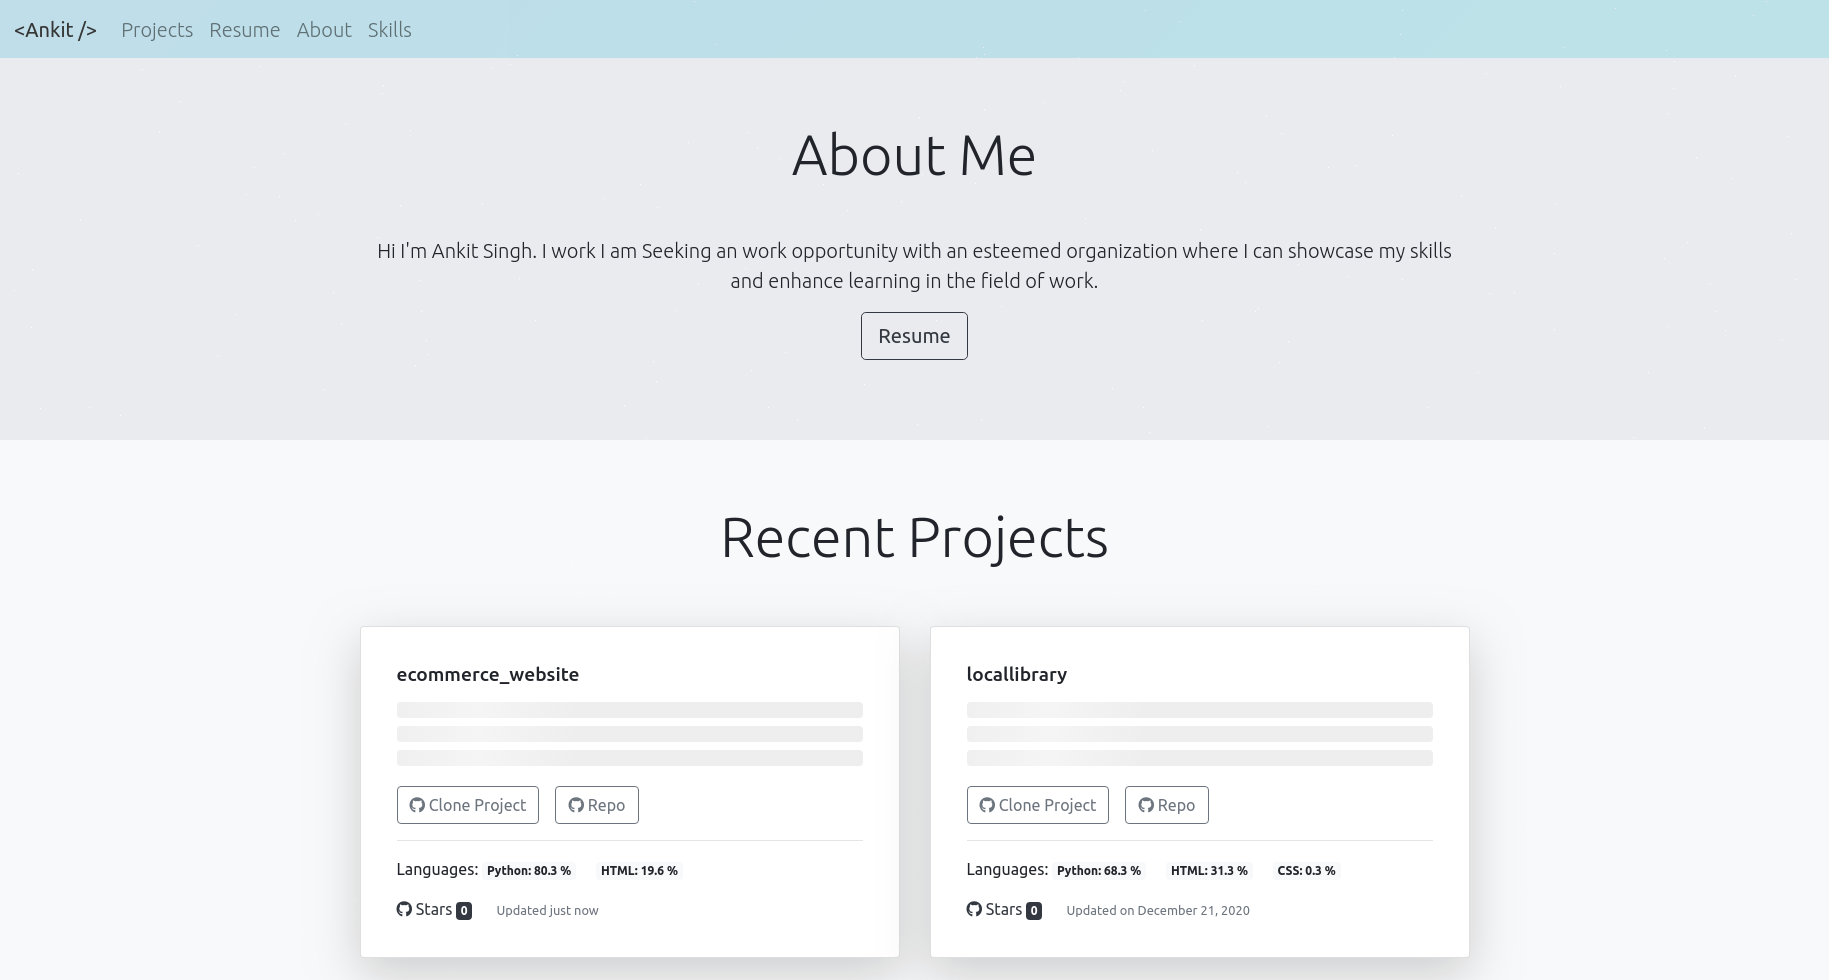 <Ankit /> Projects Resume About Skills
About Me
Hi I'm Ankit Singh. I work I am Seeking an work opportunity with an esteemed organization where I can showcase my skills
and enhance learning in the field of work.
Resume
Recent Projects
ecommerce_website
Clone Project Repo
Languages: Python: 80.3 % HTML: 19.6 %
Stars 0 Updated just now
locallibrary
Clone Project Repo
Languages: Python: 68.3 % HTML: 31.3 % CSS: 0.3 %
Stars 0 Updated on December 21, 2020